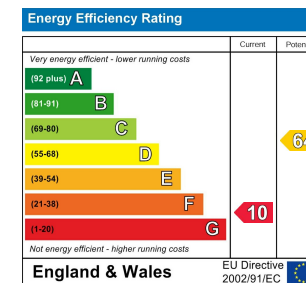 Energy Efficiency Rating
Current
Very energy efficient - lower running costs
(92 plus) A
(81-91) B
(69-80) C
(55-68) D
(39-54) E
(21-38) F
10
(1-20) G
Not energy efficient - higher running costs
England & Wales
EU Directive
2002/91/EC